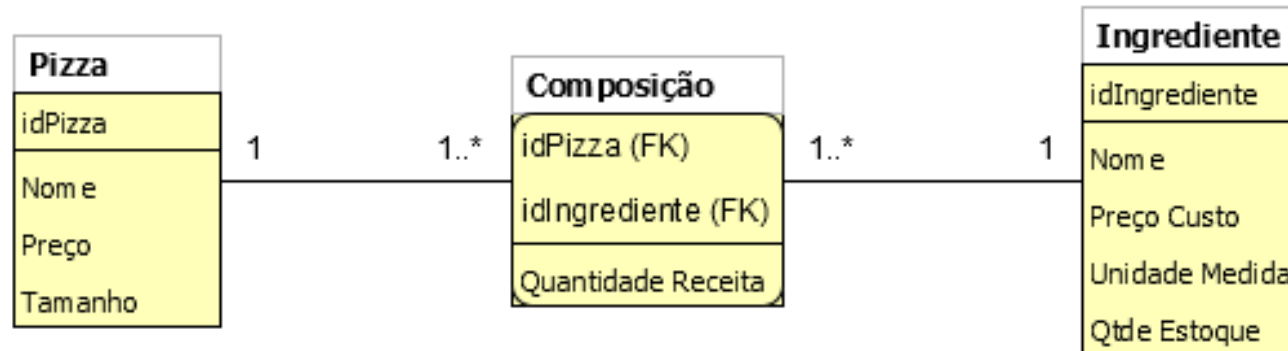 Pizza
idPizza
Nome
Preço
Tamanho
1
1..*
Composição
idPizza (FK)
idIngrediente (FK)
Quantidade Receita
1..*
1
Ingrediente
idIngrediente
Nome
Preço Custo
Unidade Medida
Qtde Estoque